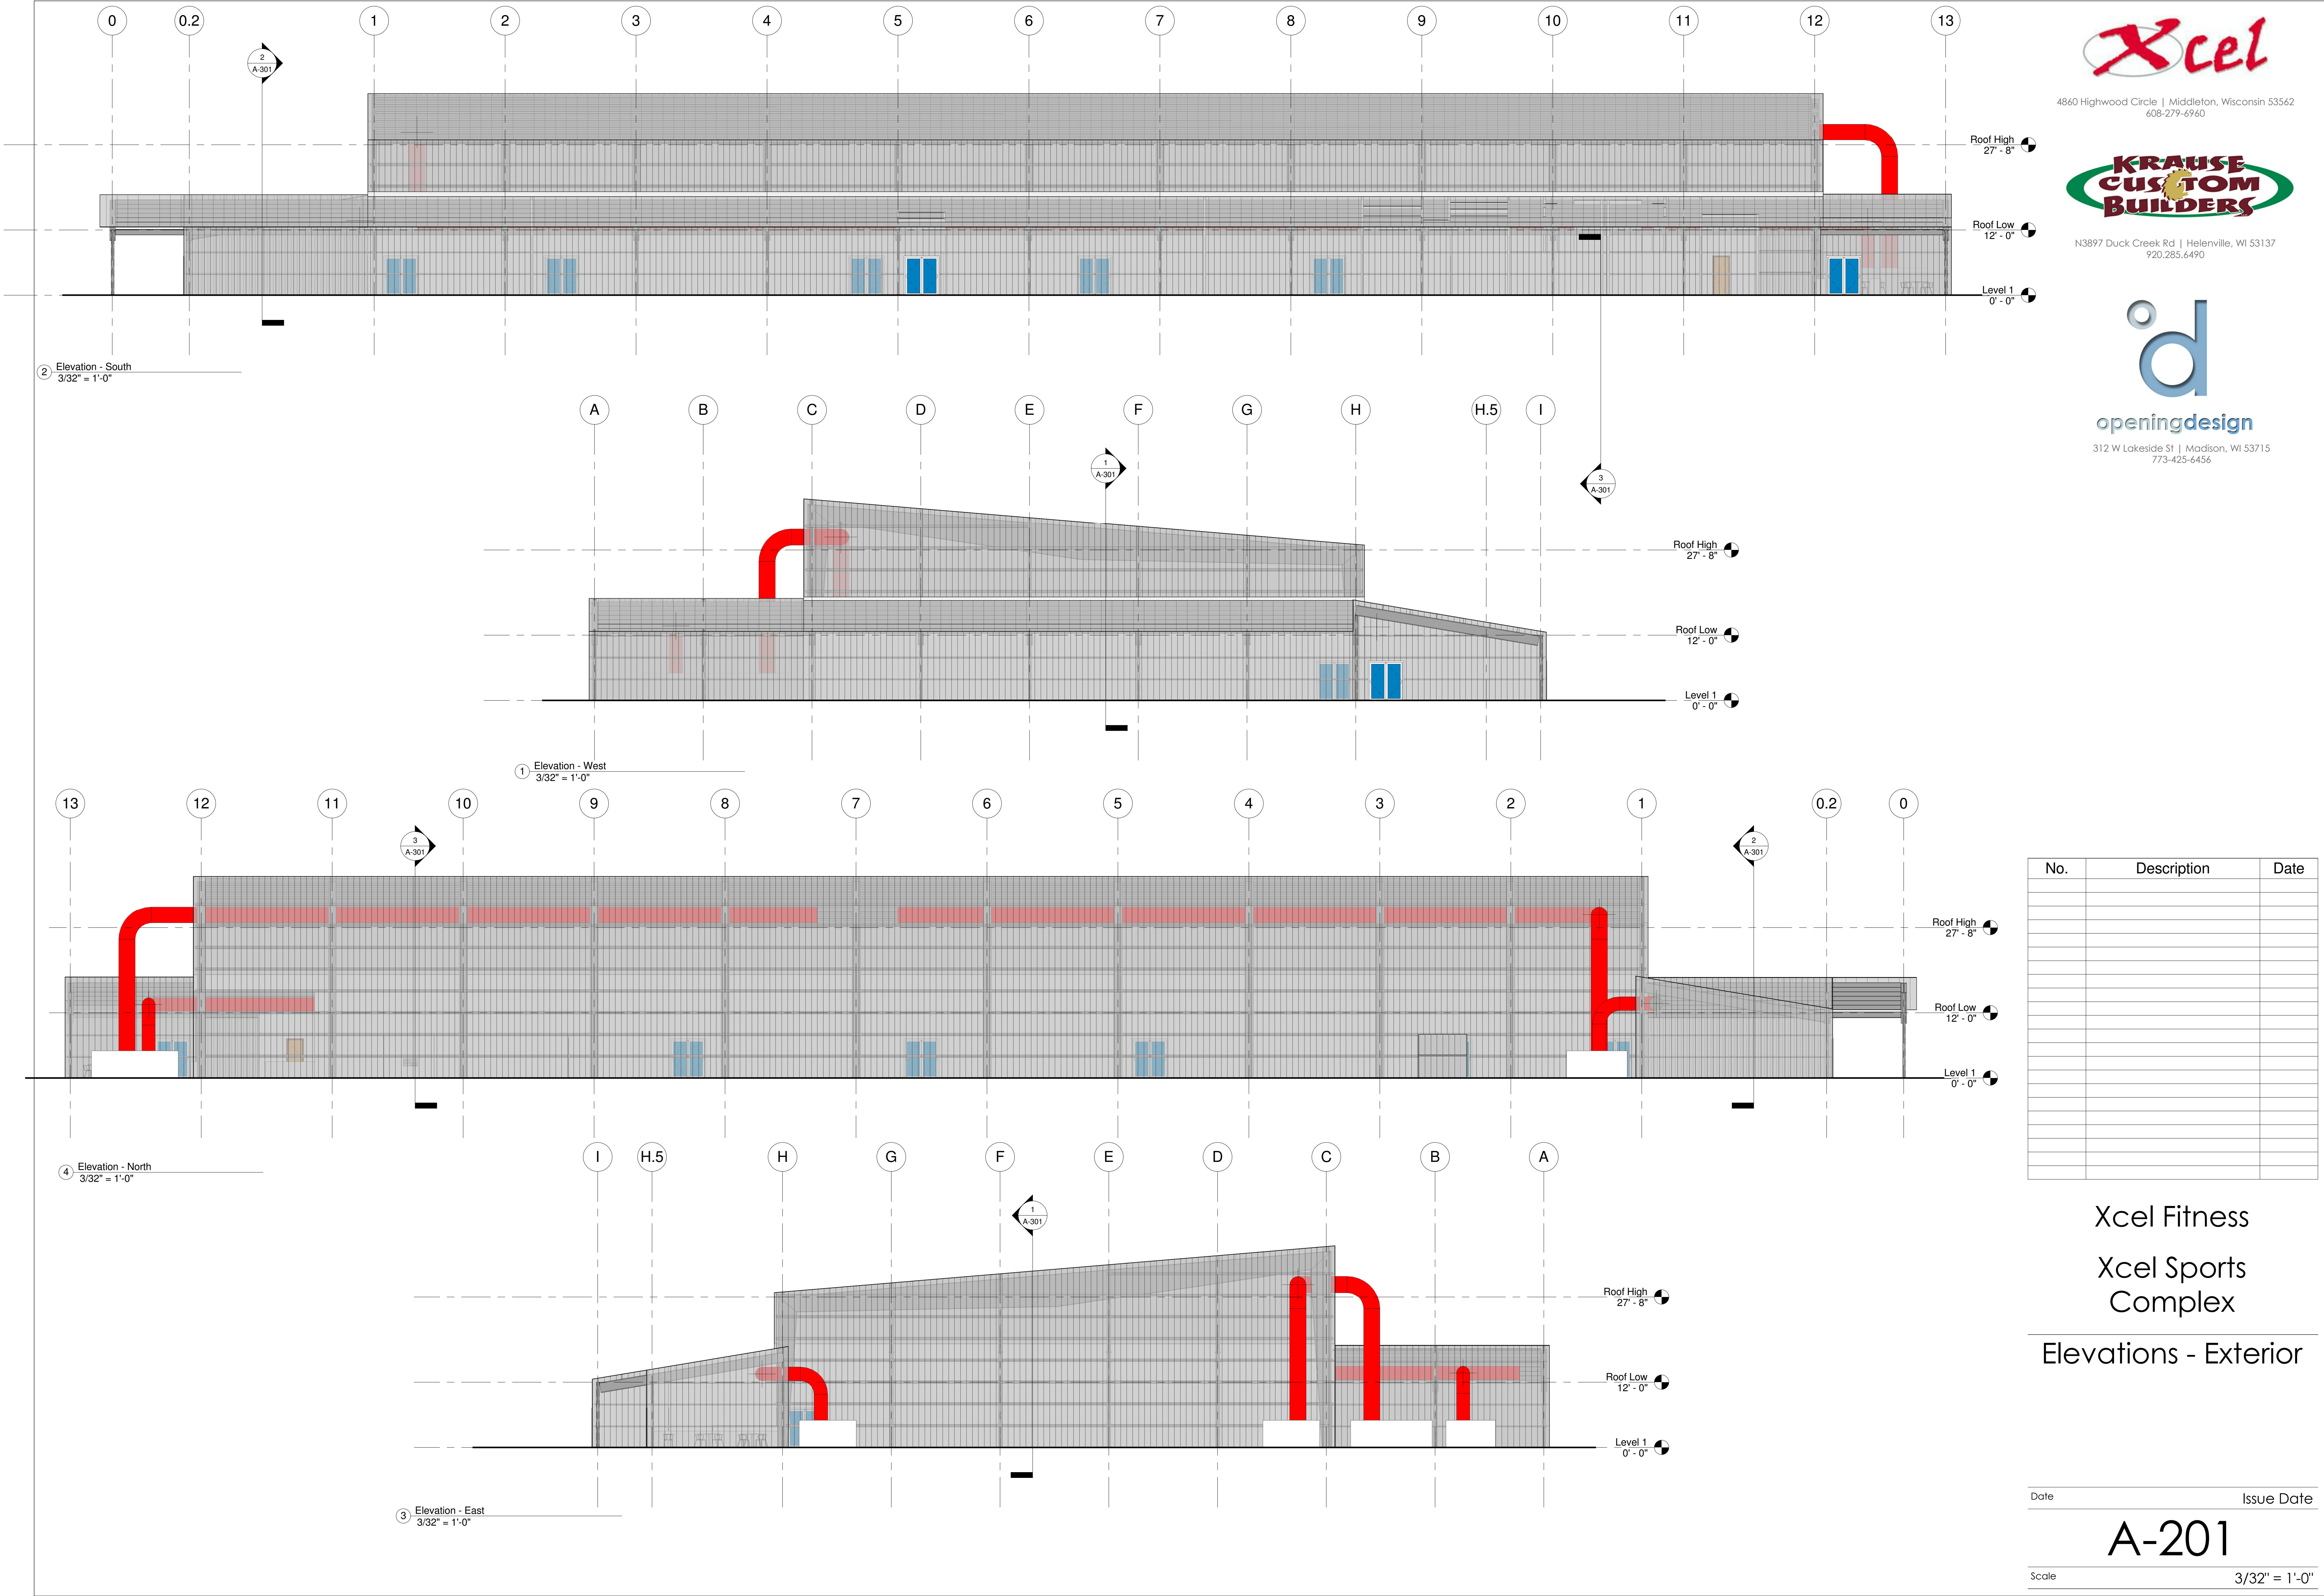 0 0.2 1 2 3 4 5 6 7 8 9 10 11 12 13
2
A-301
Roof High
27' - 8"
Roof Low
12' - 0"
Level 1
0' - 0"
2 Elevation - South
3/32" = 1'-0"
A B C D E F G H H.5 I
1
A-301
3
A-301
Roof High
27' - 8"
Roof Low
12' - 0"
Level 1
0' - 0"
1 Elevation - West
3/32" = 1'-0"
13 12 11 10 9 8 7 6 5 4 3 2 1 0.2 0
3
A-301
2
A-301
Roof High
27' - 8"
Roof Low
12' - 0"
Level 1
0' - 0"
4 Elevation - North
3/32" = 1'-0"
I H.5 H G F E D C B A
1
A-301
Roof High
27' - 8"
Roof Low
12' - 0"
Level 1
0' - 0"
3 Elevation - East
3/32" = 1'-0"
Xcel
4860 Highwood Circle | Middleton, Wisconsin 53562
608-279-6960
KRAUSE
CUSTOM
BUILDERS
N3897 Duck Creek Rd | Helenville, WI 53137
920.285.6490
openingdesign
312 W Lakeside St | Madison, WI 53715
773-425-6456
No. Description Date
Xcel Fitness
Xcel Sports
Complex
Elevations - Exterior
Date Issue Date
A-201
Scale 3/32" = 1'-0"